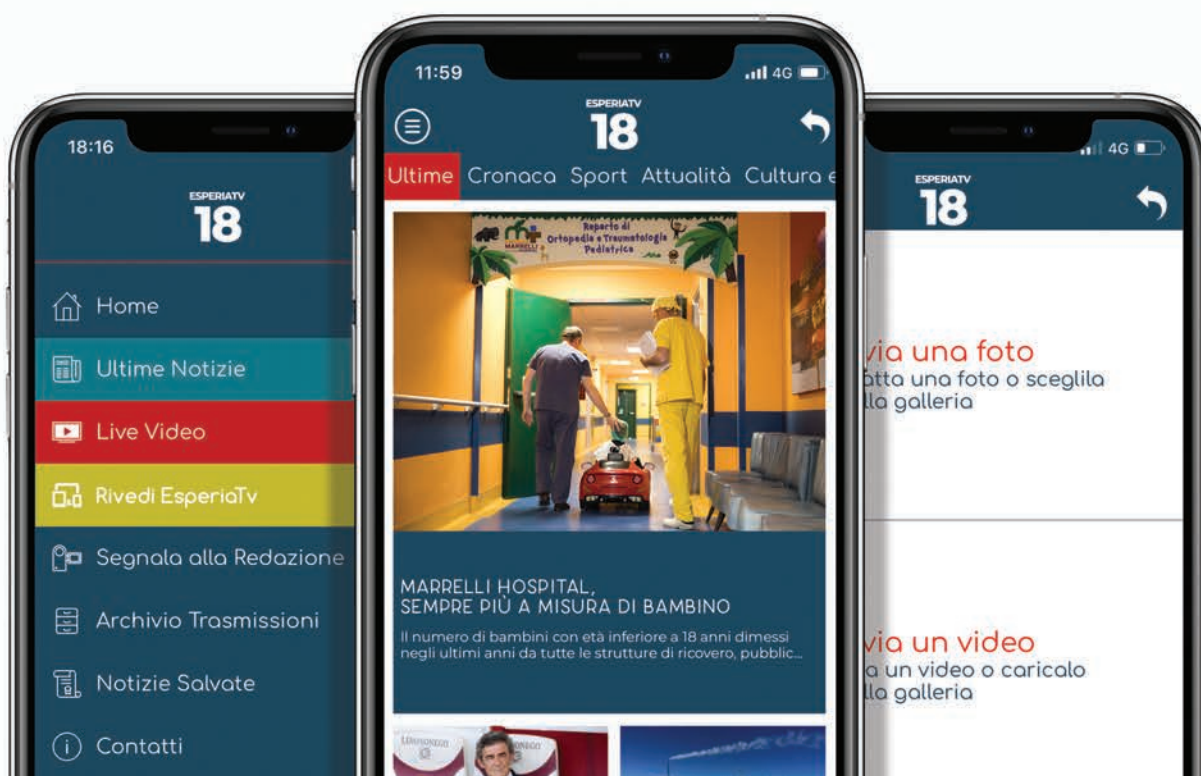 18:16
ESPERIATV
18
Home
Ultime Notizie
Live Video
Rivedi EsperiaTv
Segnala alla Redazione
Archivio Trasmissioni
Notizie Salvate
Contatti
11:59
4G
ESPERIATV
18
Ultime Cronaca Sport Attualità Cultura e
MARRELLI
Reparto di
Ortopedia e Traumatologia
Pediatrica
MARRELLI HOSPITAL,
SEMPRE PIÙ A MISURA DI BAMBINO
Il numero di bambini con età inferiore a 18 anni dimessi
negli ultimi anni da tutte le strutture di ricovero, pubblic...
4G
ESPERIATV
18
via una foto
atta una foto o sceglila
lla galleria
via un video
a un video o caricalo
lla galleria